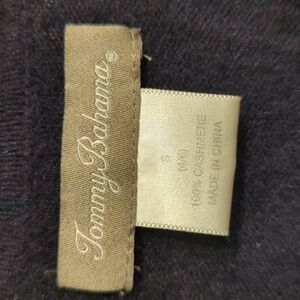 Tommy Bahama®
S
(4/6)
100% CASHMERE
MADE IN CHINA